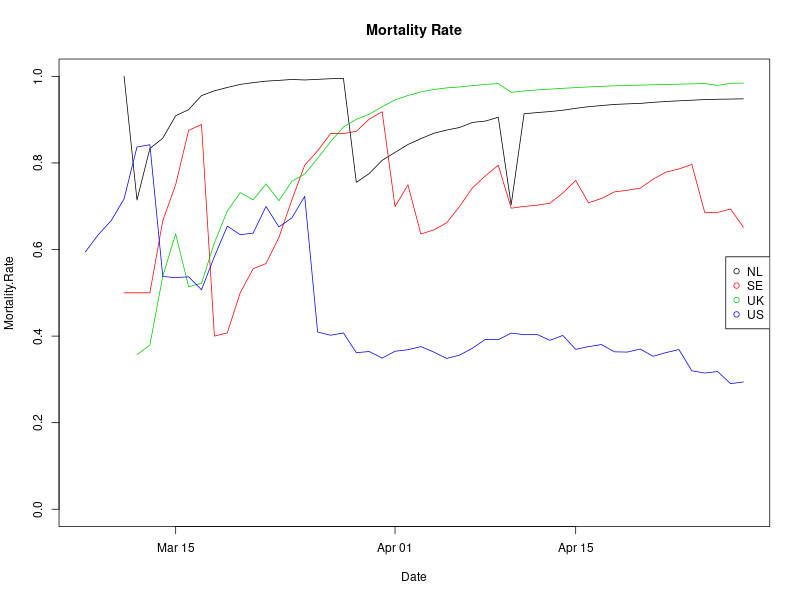 Mortality Rate
Mortality.Rate
1.0
0.8
0.6
0.4
0.2
0.0
NL
SE
UK
US
Mar 15
Apr 01
Apr 15
Date